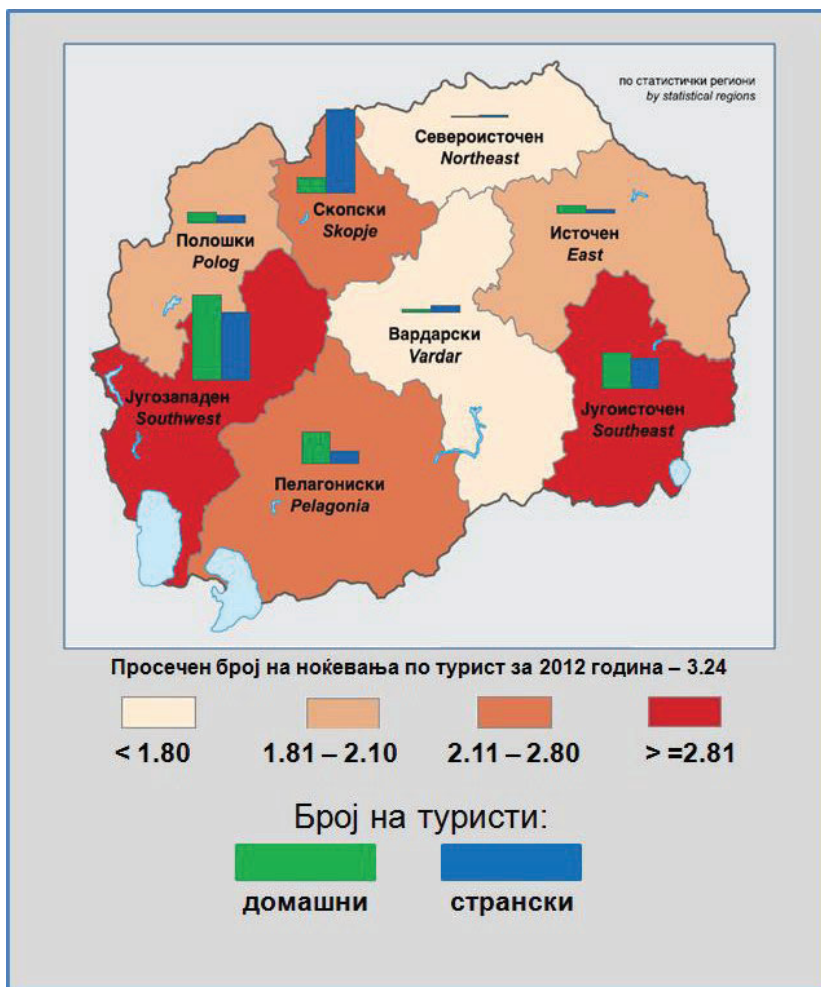 по статистички региони
by statistical regions
Североисточен
Northeast
Скопски
Skopje
Полошки
Polog
Источен
East
Вардарски
Vardar
Југозападен
Southwest
Југоисточен
Southeast
Пелагониски
Pelagonia
Просечен број на ноќевања по турист за 2012 година – 3.24
< 1.80 1.81 – 2.10 2.11 – 2.80 > =2.81
Број на туристи:
домашни странски